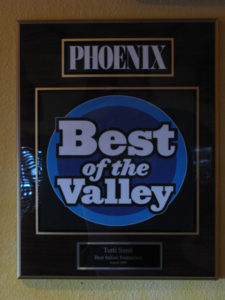 PHOENIX
Best
of the
Valley
Tutti Santi
Best Italian Restaurant